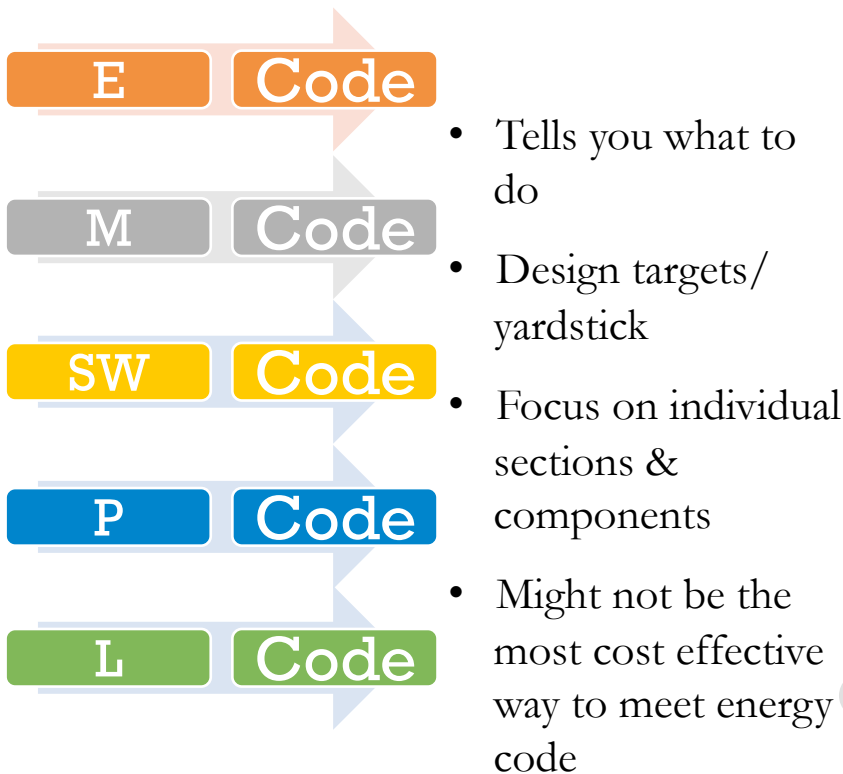 E Code
M Code
SW Code
P Code
L Code
• Tells you what to
do
• Design targets/
yardstick
• Focus on individual
sections &
components
• Might not be the
most cost effective
way to meet energy
code